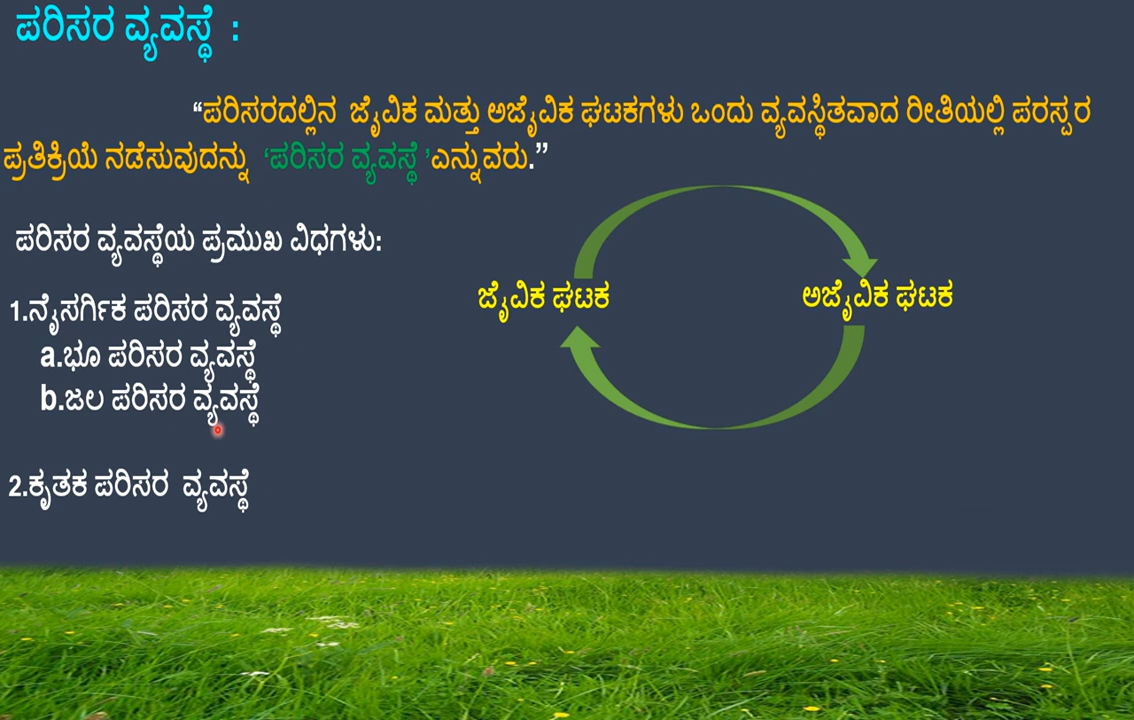 ಪರಿಸರ ವ್ಯವಸ್ಥೆ :
“ಪರಿಸರದಲ್ಲಿನ ಜೈವಿಕ ಮತ್ತು ಅಜೈವಿಕ ಘಟಕಗಳು ಒಂದು ವ್ಯವಸ್ಥಿತವಾದ ರೀತಿಯಲ್ಲಿ ಪರಸ್ಪರ
ಪ್ರತಿಕ್ರಿಯೆ ನಡೆಸುವುದನ್ನು ‘ಪರಿಸರ ವ್ಯವಸ್ಥೆ ’ಎನ್ನುವರು.”
ಪರಿಸರ ವ್ಯವಸ್ಥೆಯ ಪ್ರಮುಖ ವಿಧಗಳು:
1.ನೈಸರ್ಗಿಕ ಪರಿಸರ ವ್ಯವಸ್ಥೆ
a.ಭೂ ಪರಿಸರ ವ್ಯವಸ್ಥೆ
b.ಜಲ ಪರಿಸರ ವ್ಯವಸ್ಥೆ
2.ಕೃತಕ ಪರಿಸರ ವ್ಯವಸ್ಥೆ
ಜೈವಿಕ ಘಟಕ
ಅಜೈವಿಕ ಘಟಕ